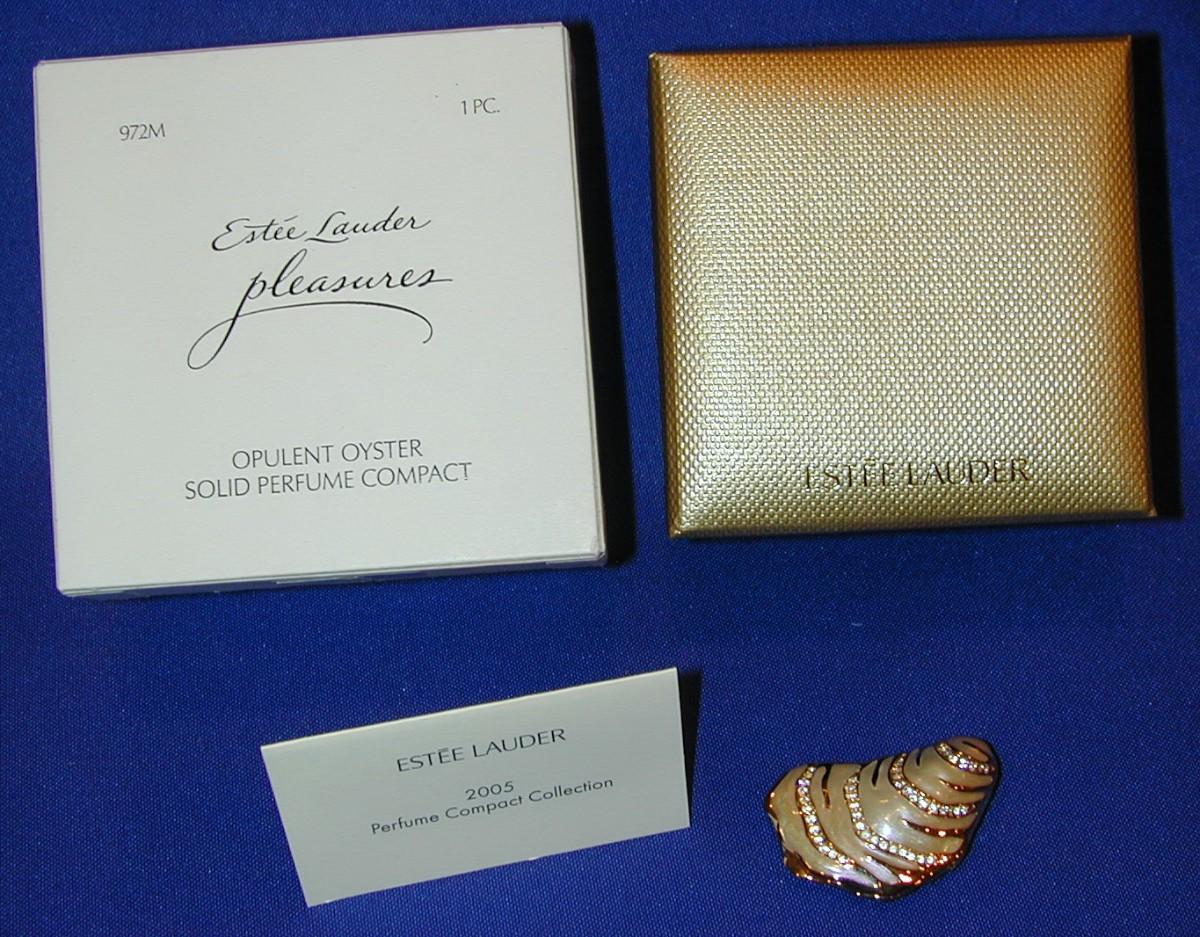 972M
1 PC.
Estée Lauder
pleasures
OPULENT OYSTER
SOLID PERFUME COMPACT
ESTĒE LAUDER
ESTĒE LAUDER
2005
Perfume Compact Collection